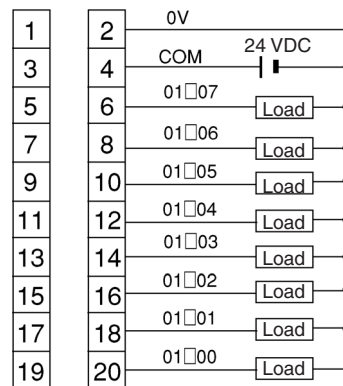 1 2 0V
3 4 COM 24 VDC
5 6 01□07 Load
7 8 01□06 Load
9 10 01□05 Load
11 12 01□04 Load
13 14 01□03 Load
15 16 01□02 Load
17 18 01□01 Load
19 20 01□00 Load